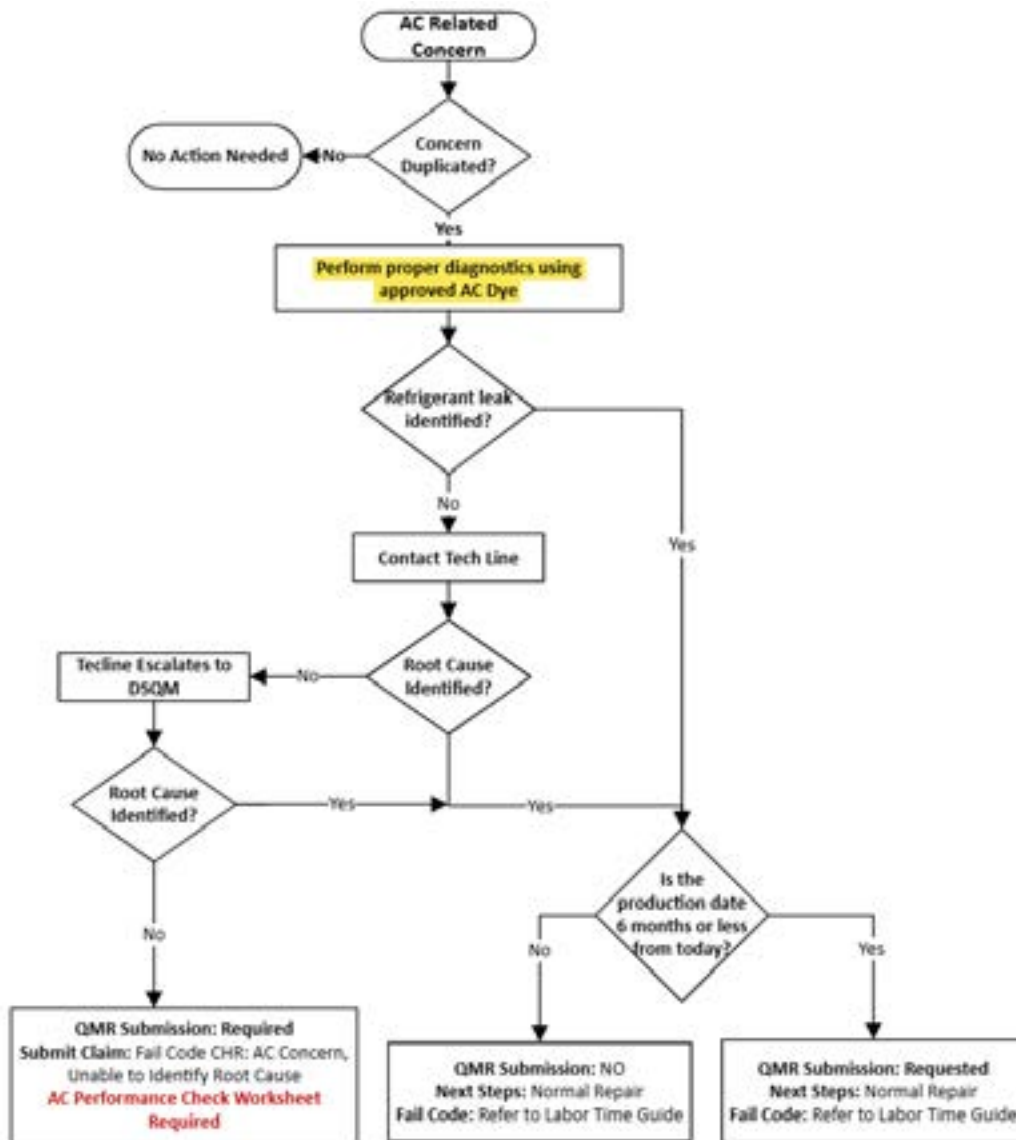 AC Related
Concern
Concern
Duplicated?
No
No Action Needed
Yes
Perform proper diagnostics using
approved AC Dye
Refrigerant leak
identified?
No
Yes
Contact Tech Line
Root Cause
Identified?
No
Tecline Escalates to
DSQM
Root Cause
Identified?
Yes
Yes
No
Is the
production date
6 months or less
from today?
No
Yes
QMR Submission: Required
Submit Claim: Fail Code CHR: AC Concern,
Unable to Identify Root Cause
AC Performance Check Worksheet
Required
QMR Submission: NO
Next Steps: Normal Repair
Fail Code: Refer to Labor Time Guide
QMR Submission: Requested
Next Steps: Normal Repair
Fail Code: Refer to Labor Time Guide